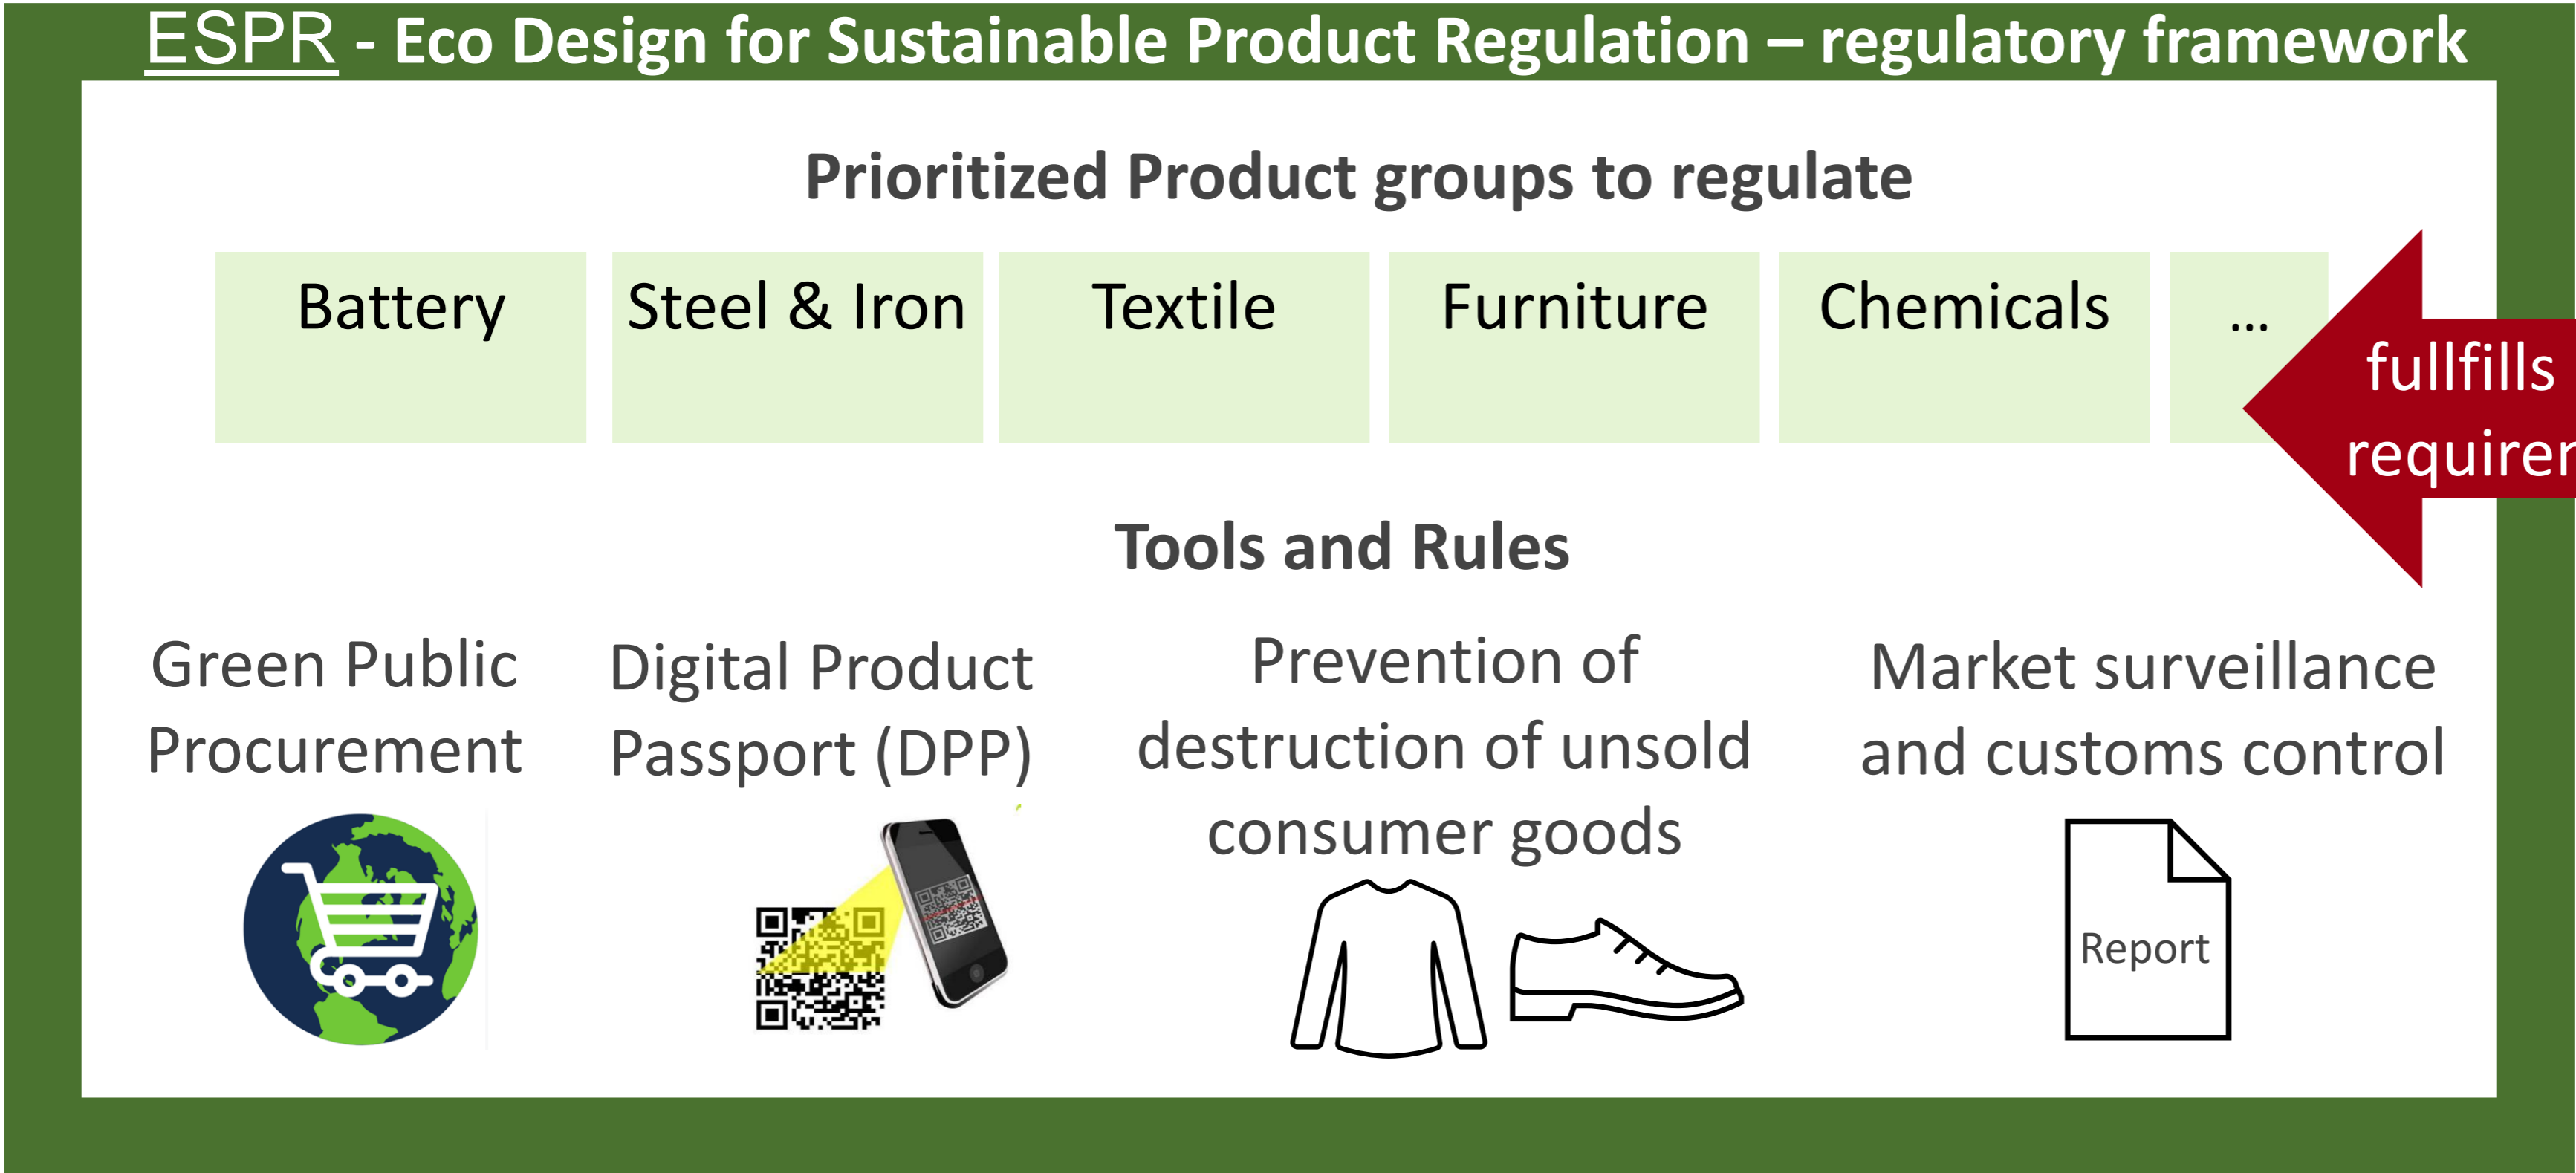 ESPR - Eco Design for Sustainable Product Regulation – regulatory framework
Prioritized Product groups to regulate
Battery
Steel & Iron
Textile
Furniture
Chemicals
...
fullfills
Tools and Rules
Green Public
Procurement
Digital Product
Passport (DPP)
Prevention of
destruction of unsold
consumer goods
Market surveillance
and customs control
Report